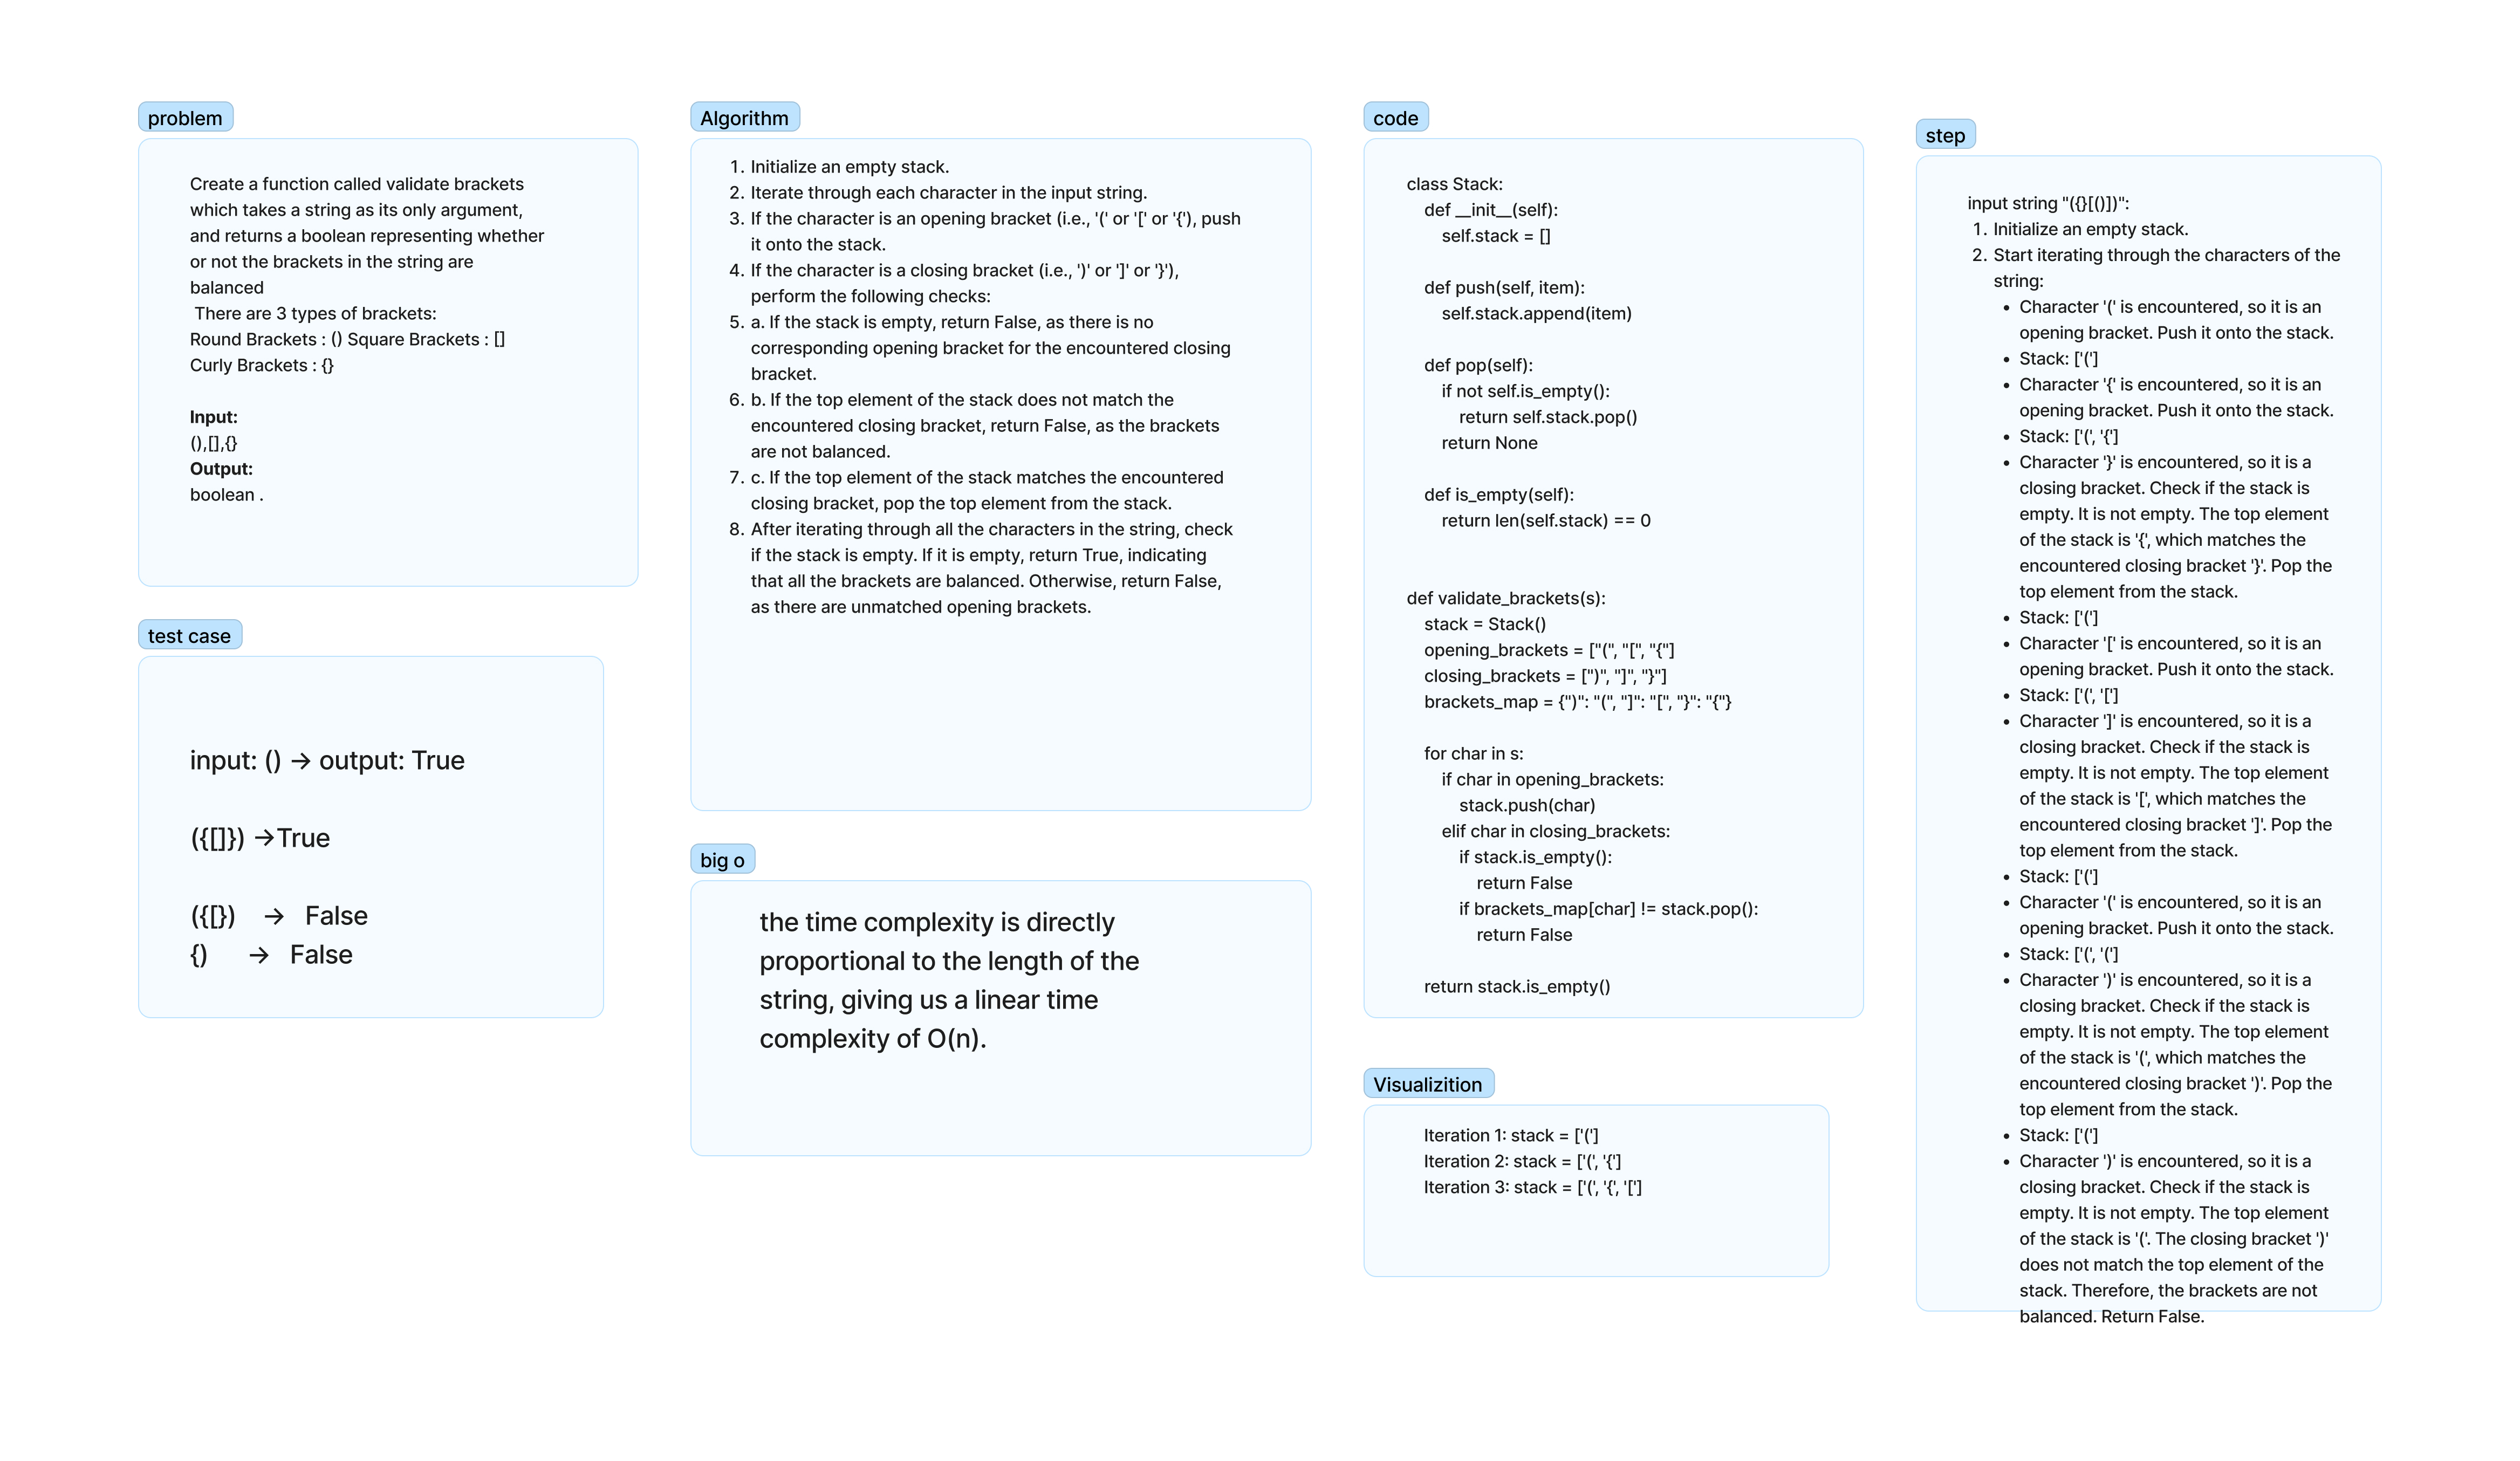 problem
Create a function called validate brackets
which takes a string as its only argument,
and returns a boolean representing whether
or not the brackets in the string are
balanced
There are 3 types of brackets:
Round Brackets : () Square Brackets : []
Curly Brackets : {}
Input:
(),[],{}
Output:
boolean .
test case
input: () → output: True
({[]}) →True
({[}) → False
{) → False
Algorithm
1. Initialize an empty stack.
2. Iterate through each character in the input string.
3. If the character is an opening bracket (i.e., '(' or '[' or '{'), push
it onto the stack.
4. If the character is a closing bracket (i.e., ')' or ']' or '}'),
perform the following checks:
5. a. If the stack is empty, return False, as there is no
corresponding opening bracket for the encountered closing
bracket.
6. b. If the top element of the stack does not match the
encountered closing bracket, return False, as the brackets
are not balanced.
7. c. If the top element of the stack matches the encountered
closing bracket, pop the top element from the stack.
8. After iterating through all the characters in the string, check
if the stack is empty. If it is empty, return True, indicating
that all the brackets are balanced. Otherwise, return False,
as there are unmatched opening brackets.
big o
the time complexity is directly
proportional to the length of the
string, giving us a linear time
complexity of O(n).
code
class Stack:
def __init__(self):
self.stack = []
def push(self, item):
self.stack.append(item)
def pop(self):
if not self.is_empty():
return self.stack.pop()
return None
def is_empty(self):
return len(self.stack) == 0
def validate_brackets(s):
stack = Stack()
opening_brackets = ["(", "[", "{"]
closing_brackets = [")", "]", "}"]
brackets_map = {")": "(", "]": "[", "}": "{"}
for char in s:
if char in opening_brackets:
stack.push(char)
elif char in closing_brackets:
if stack.is_empty():
return False
if brackets_map[char] != stack.pop():
return False
return stack.is_empty()
Visualizition
Iteration 1: stack = ['(']
Iteration 2: stack = ['(', '{']
Iteration 3: stack = ['(', '{', '[']
step
input string "({}[()])":
1. Initialize an empty stack.
2. Start iterating through the characters of the
string:
• Character '(' is encountered, so it is an
opening bracket. Push it onto the stack.
• Stack: ['(']
• Character '{' is encountered, so it is an
opening bracket. Push it onto the stack.
• Stack: ['(', '{']
• Character '}' is encountered, so it is a
closing bracket. Check if the stack is
empty. It is not empty. The top element
of the stack is '{', which matches the
encountered closing bracket '}'. Pop the
top element from the stack.
• Stack: ['(']
• Character '[' is encountered, so it is an
opening bracket. Push it onto the stack.
• Stack: ['(', '[']
• Character ']' is encountered, so it is a
closing bracket. Check if the stack is
empty. It is not empty. The top element
of the stack is '[', which matches the
encountered closing bracket ']'. Pop the
top element from the stack.
• Stack: ['(']
• Character '(' is encountered, so it is an
opening bracket. Push it onto the stack.
• Stack: ['(', '(']
• Character ')' is encountered, so it is a
closing bracket. Check if the stack is
empty. It is not empty. The top element
of the stack is '(', which matches the
encountered closing bracket ')'. Pop the
top element from the stack.
• Stack: ['(']
• Character ')' is encountered, so it is a
closing bracket. Check if the stack is
empty. It is not empty. The top element
of the stack is '('. The closing bracket ')'
does not match the top element of the
stack. Therefore, the brackets are not
balanced. Return False.